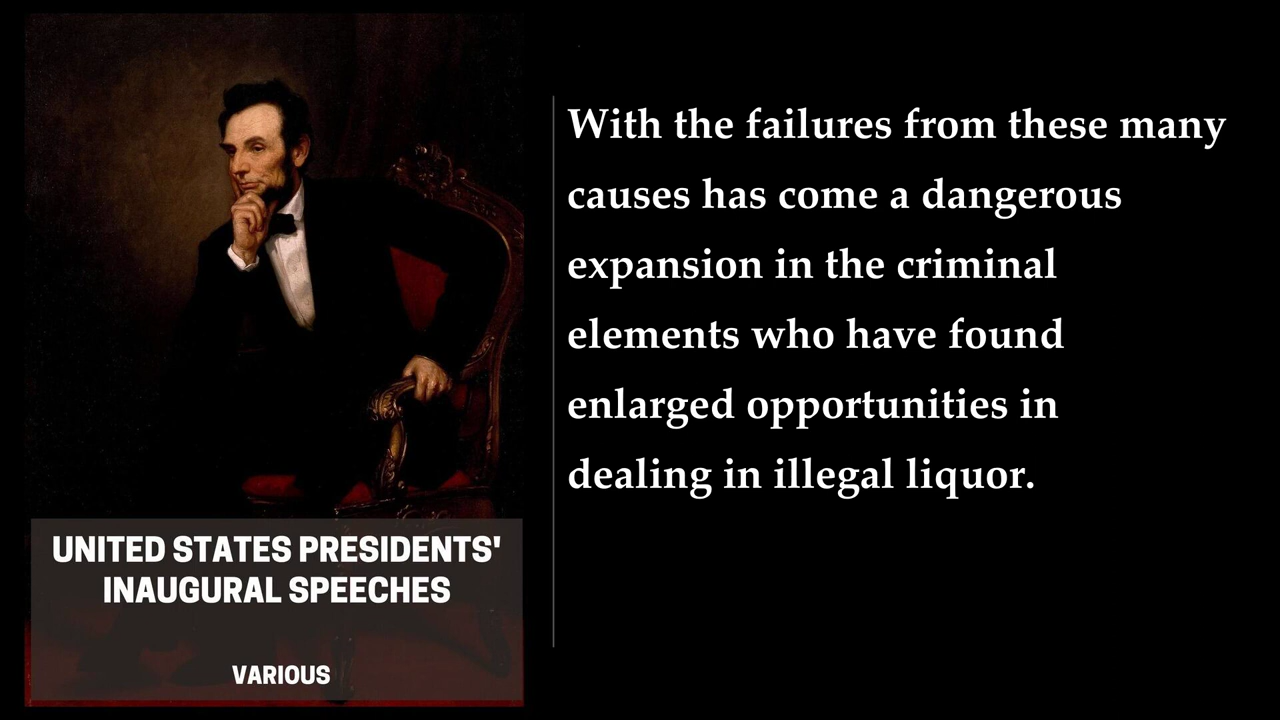 UNITED STATES PRESIDENTS'
INAUGURAL SPEECHES
VARIOUS
With the failures from these many
causes has come a dangerous
expansion in the criminal
elements who have found
enlarged opportunities in
dealing in illegal liquor.